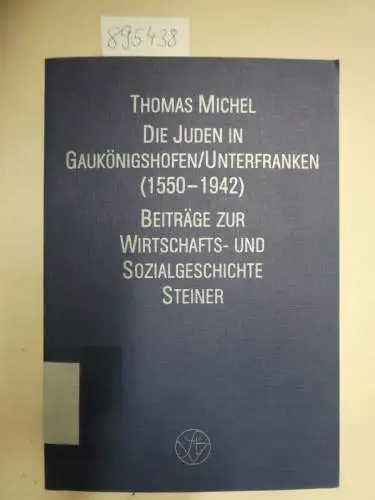 895438
THOMAS MICHEL
DIE JUDEN IN
GAUKÖNIGSHOFEN/UNTERFRANKEN
(1550–1942)
BEITRÄGE ZUR
WIRTSCHAFTS- UND
SOZIALGESCHICHTE
STEINER